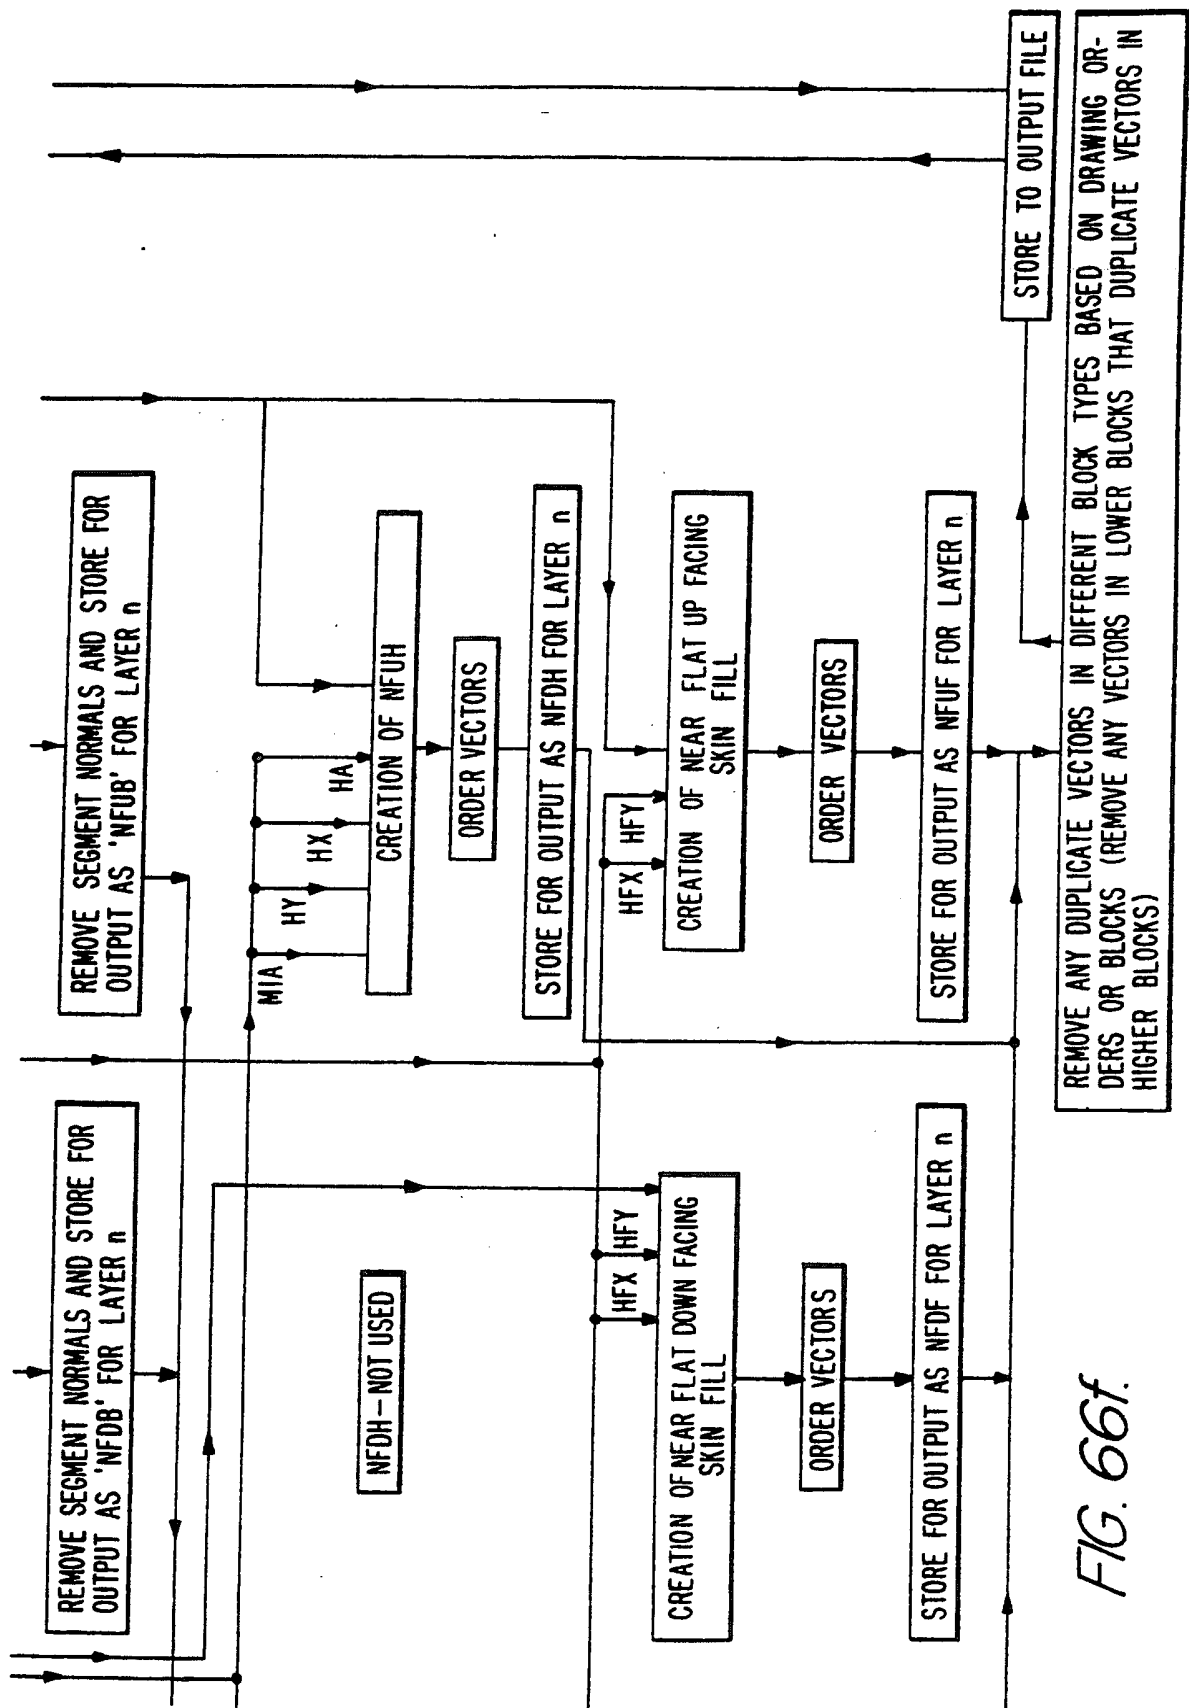 REMOVE SEGMENT NORMALS AND STORE FOR
OUTPUT AS 'NFDB' FOR LAYER n
REMOVE SEGMENT NORMALS AND STORE FOR
OUTPUT AS 'NFUB' FOR LAYER n
NFDH-NOT USED
MIA
HY
HX
HA
CREATION OF NFUH
ORDER VECTORS
STORE FOR OUTPUT AS NFDH FOR LAYER n
HFX
HFY
CREATION OF NEAR FLAT DOWN FACING
SKIN FILL
ORDER VECTORS
STORE FOR OUTPUT AS NFDF FOR LAYER n
HFX
HFY
CREATION OF NEAR FLAT UP FACING
SKIN FILL
ORDER VECTORS
STORE FOR OUTPUT AS NFUF FOR LAYER n
STORE TO OUTPUT FILE
REMOVE ANY DUPLICATE VECTORS IN DIFFERENT BLOCK TYPES BASED ON DRAWING OR-
DERS OR BLOCKS (REMOVE ANY VECTORS IN LOWER BLOCKS THAT DUPLICATE VECTORS IN
HIGHER BLOCKS)
FIG. 66f.